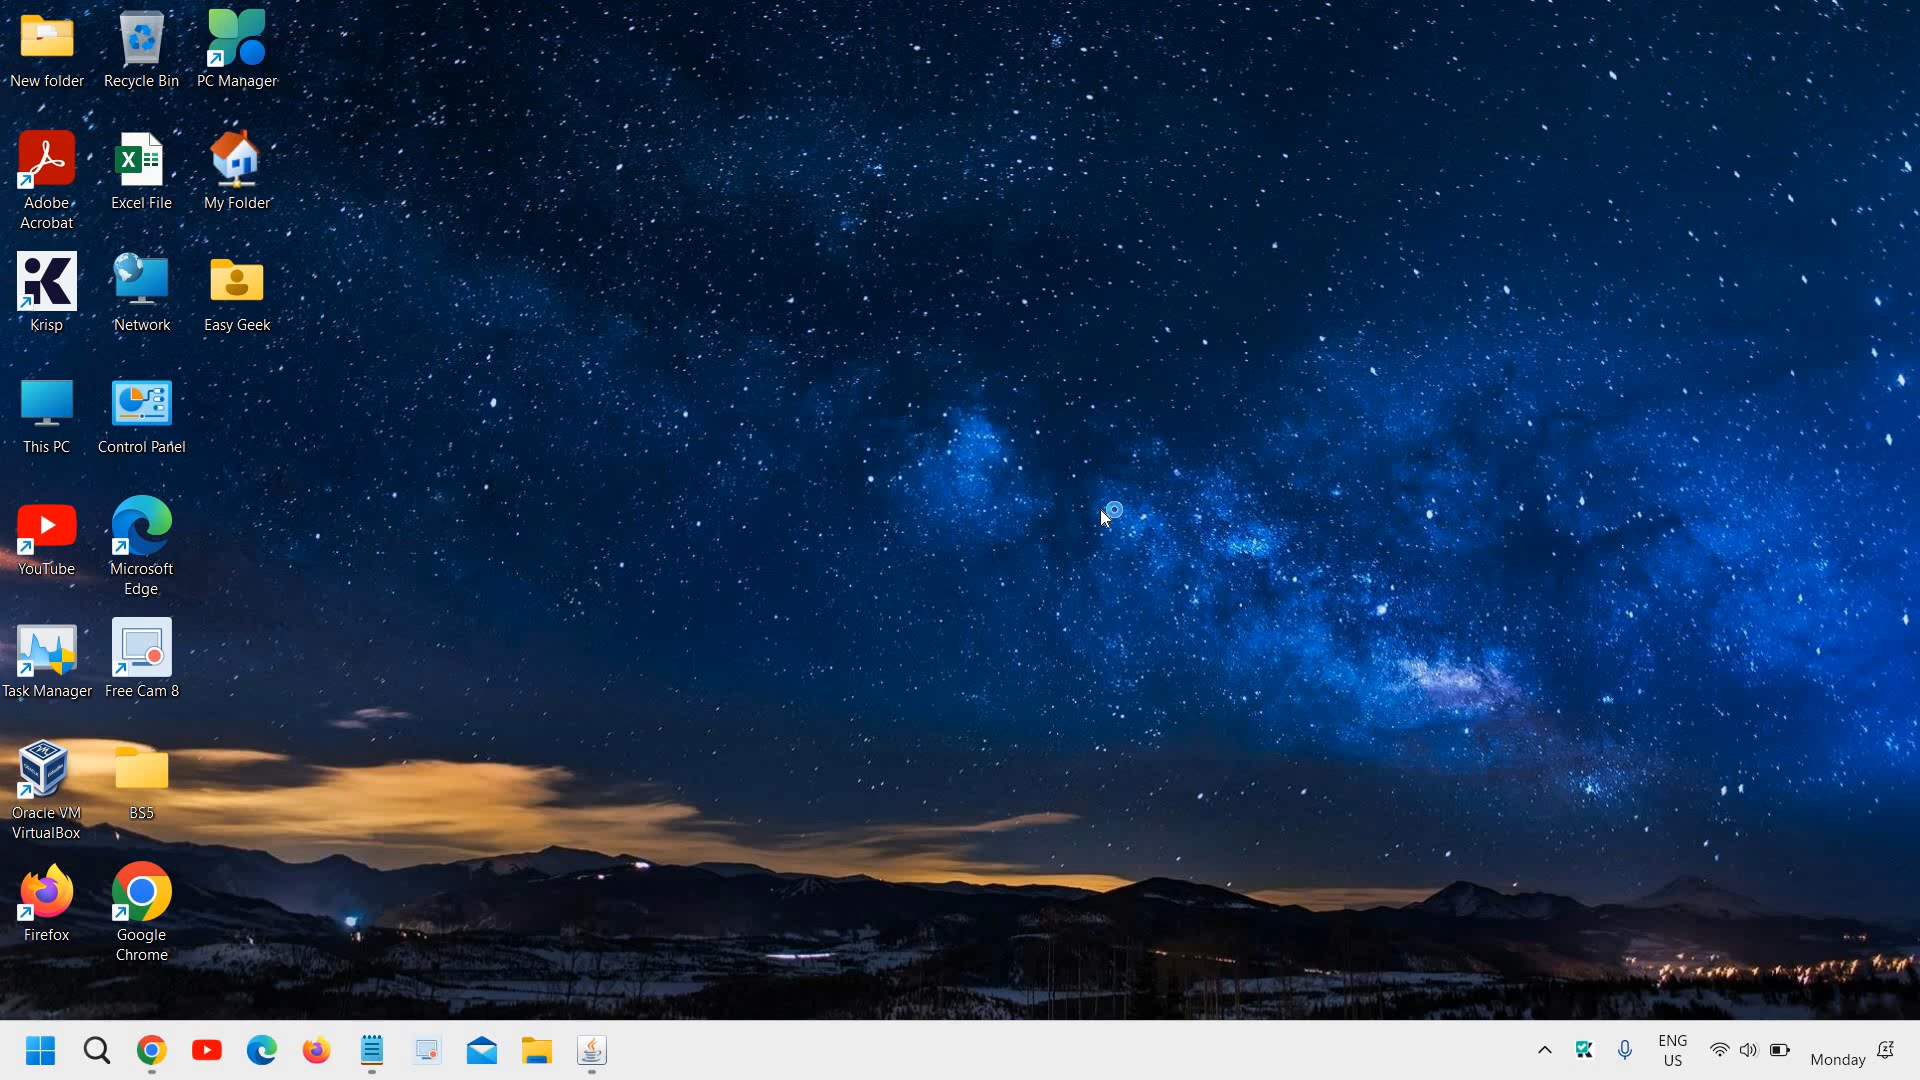 New folder
Recycle Bin
PC Manager
Adobe
Acrobat
Excel File
My Folder
Krisp
Network
Easy Geek
This PC
Control Panel
YouTube
Microsoft
Edge
Task Manager
Free Cam 8
Oracle VM
VirtualBox
BS5
Firefox
Google
Chrome
ENG
US
Monday